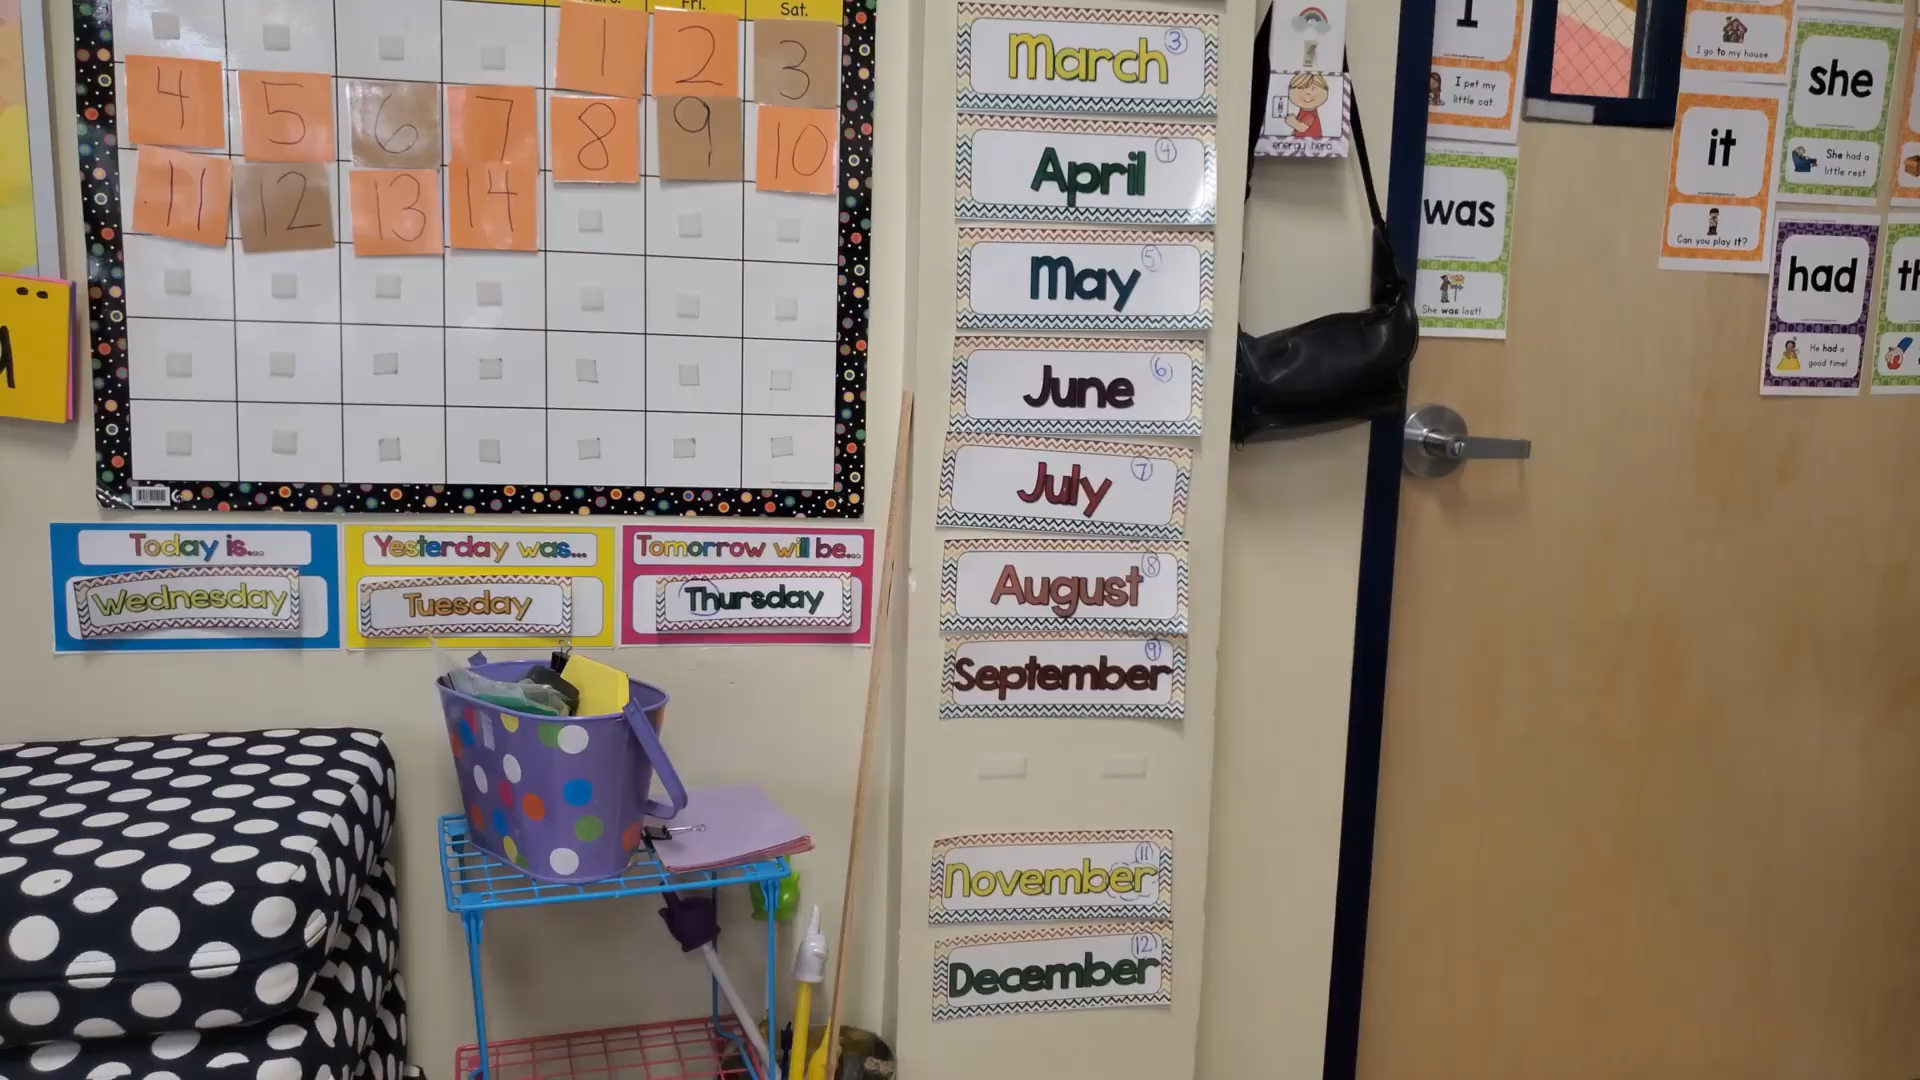 Fri.
Sat.
1 2 3
4 5 6 7 8 9 10
11 12 13 14
Today is...
Wednesday
Yesterday was...
Tuesday
Tomorrow will be...
Thursday
March 3
April 4
May 5
June 6
July 7
August 8
September 9
November 11
December 12
energy hero
I
I pet my
little cat.
was
She was lost!
I go to my house.
it
Can you play it?
she
She had a
little rest
had
He had a
good time!